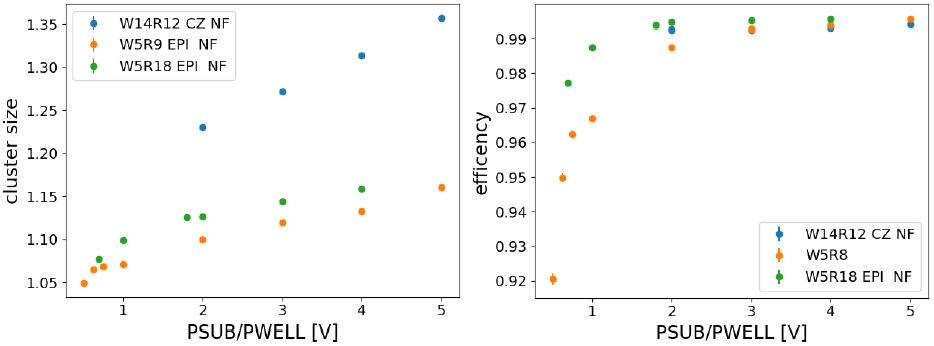 1.35
1.30
1.25
1.20
1.15
1.10
1.05
cluster size
W14R12 CZ NF
W5R9 EPI  NF
W5R18 EPI  NF
1 2 3 4 5
PSUB/PWELL [V]
0.99
0.98
0.97
0.96
0.95
0.94
0.93
0.92
efficency
W14R12 CZ NF
W5R8
W5R18 EPI  NF
1 2 3 4 5
PSUB/PWELL [V]